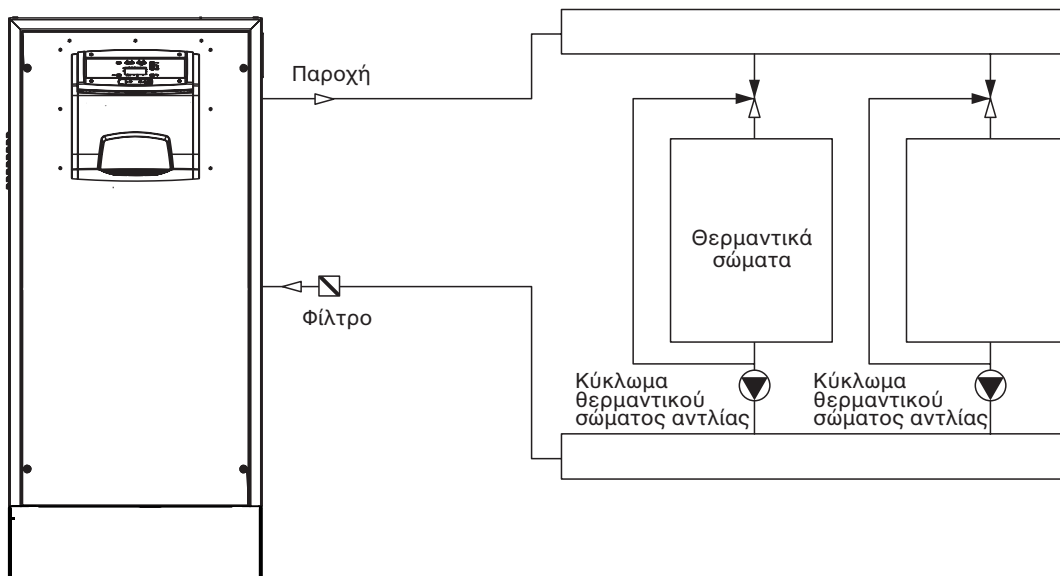 Παροχή
Θερμαντικά
σώματα
Φίλτρο
Κύκλωμα
θερμαντικού
σώματος αντλίας
Κύκλωμα
θερμαντικού
σώματος αντλίας